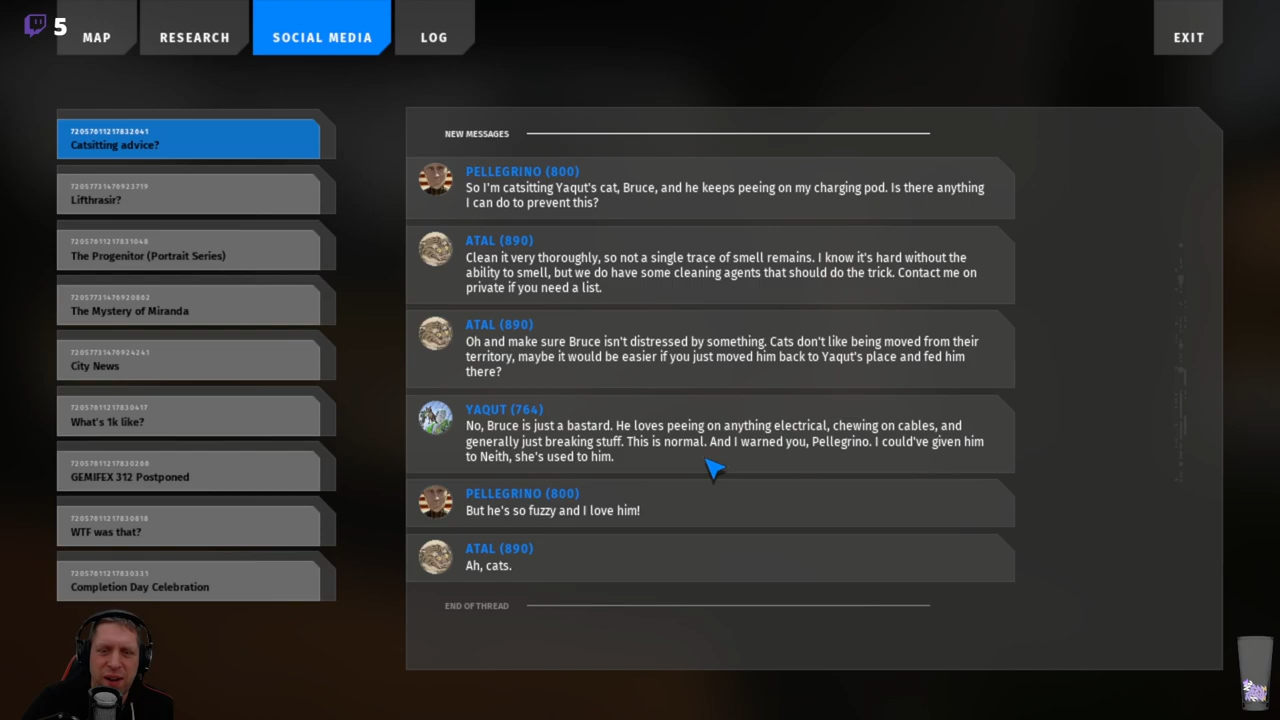 5
MAP
RESEARCH
SOCIAL MEDIA
LOG
EXIT
72057611217832641
Catsitting advice?
72057731476923719
Lifthrasir?
72057611217831048
The Progenitor (Portrait Series)
72057731476920802
The Mystery of Miranda
72057731476924241
City News
72057611217830417
What's 1k like?
72057611217830260
GEMIFEX 312 Postponed
72057611217830818
WTF was that?
72057611217830331
Completion Day Celebration
NEW MESSAGES
PELLEGRINO (800)
So I'm catsitting Yaqut's cat, Bruce, and he keeps peeing on my charging pod. Is there anything
I can do to prevent this?
ATAL (890)
Clean it very thoroughly, so not a single trace of smell remains. I know it's hard without the
ability to smell, but we do have some cleaning agents that should do the trick. Contact me on
private if you need a list.
ATAL (890)
Oh and make sure Bruce isn't distressed by something. Cats don't like being moved from their
territory, maybe it would be easier if you just moved him back to Yaqut's place and fed him
there?
YAQUT (764)
No, Bruce is just a bastard. He loves peeing on anything electrical, chewing on cables, and
generally just breaking stuff. This is normal. And I warned you, Pellegrino. I could've given him
to Neith, she's used to him.
PELLEGRINO (800)
But he's so fuzzy and I love him!
ATAL (890)
Ah, cats.
END OF THREAD